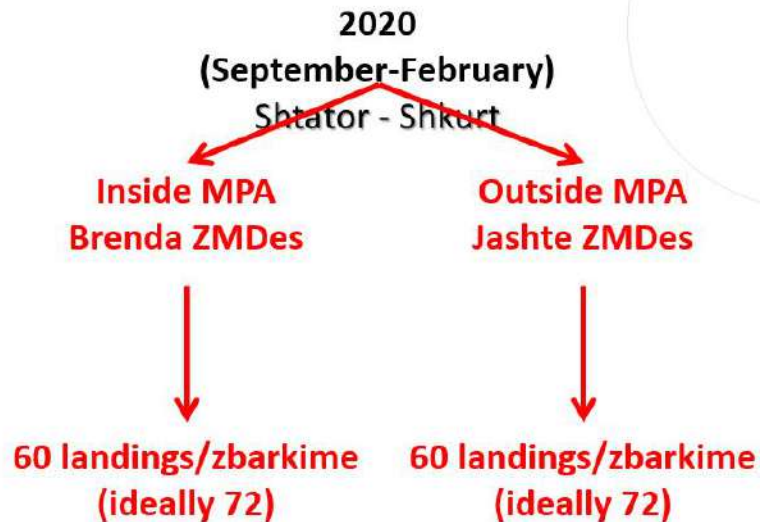 2020
(September-February)
Shtator - Shkurt
Inside MPA
Brenda ZMDes
Outside MPA
Jashte ZMDes
60 landings/zbarkime
(ideally 72)
60 landings/zbarkime
(ideally 72)